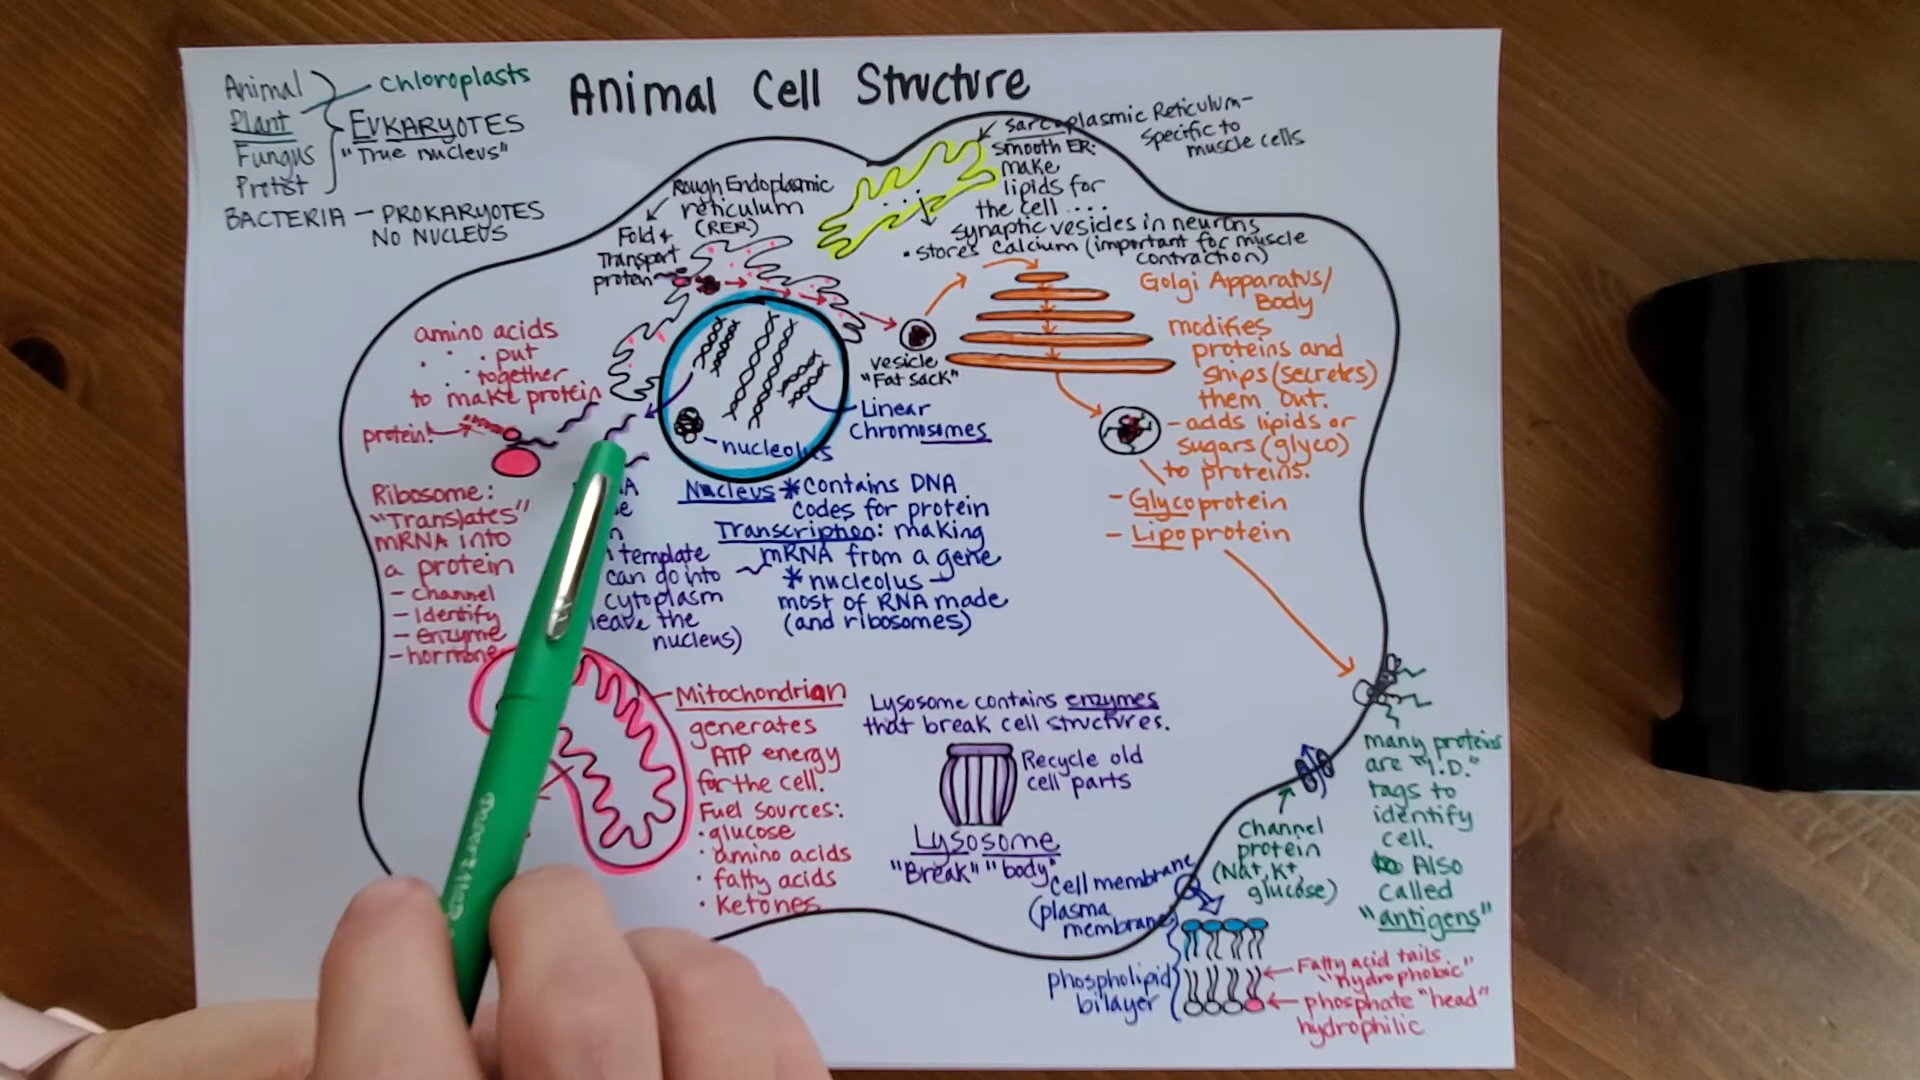 Animal Cell Structure
Animal
Plant
Fungus
Protist
chloroplasts
EUKARYOTES
"True nucleus"
BACTERIA - PROKARYOTES
NO NUCLEUS
Sarcoplasmic Reticulum-
Specific to
muscle cells
smooth ER:
make
lipids for
the cell ....
synaptic vesicles in neurons
• stores calcium (important for muscle
contraction)
Rough Endoplasmic
reticulum
(RER)
Fold +
Transport
protein
amino acids
put
together
to make protein
protein!
Ribosome:
"Translates"
mRNA into
a protein
- channel
- Identify
- enzyme
- hormone
vesicle
"Fat sack"
Linear
Chromosomes
nucleolus
Golgi Apparatus/
Body
modifies
proteins and
ships (secretes)
them out.
- adds lipids or
sugars (glyco)
to proteins.
- Glycoprotein
- Lipoprotein
template
can go into
cytoplasm
leave the
nucleus)
Nucleus * contains DNA
codes for protein
Transcription: making
mRNA from a gene
* nucleolus -
most of RNA made
(and ribosomes)
Mitochondrian
generates
ATP energy
for the cell.
Fuel sources:
• glucose
• amino acids
• fatty acids
• Ketones
Lysosome contains enzymes
that break cell structures.
Recycle old
cell parts
Lysosome
"Break" "body"
many proteins
are "I.D."
tags to
identify
cell.
Also
called
"antigens"
Channel
protein
(Na+, K+,
glucose)
Cell membrane
(plasma
membrane)
phospholipid
bilayer
Fatty acid tails
"hydrophobic"
phosphate "head"
hydrophilic